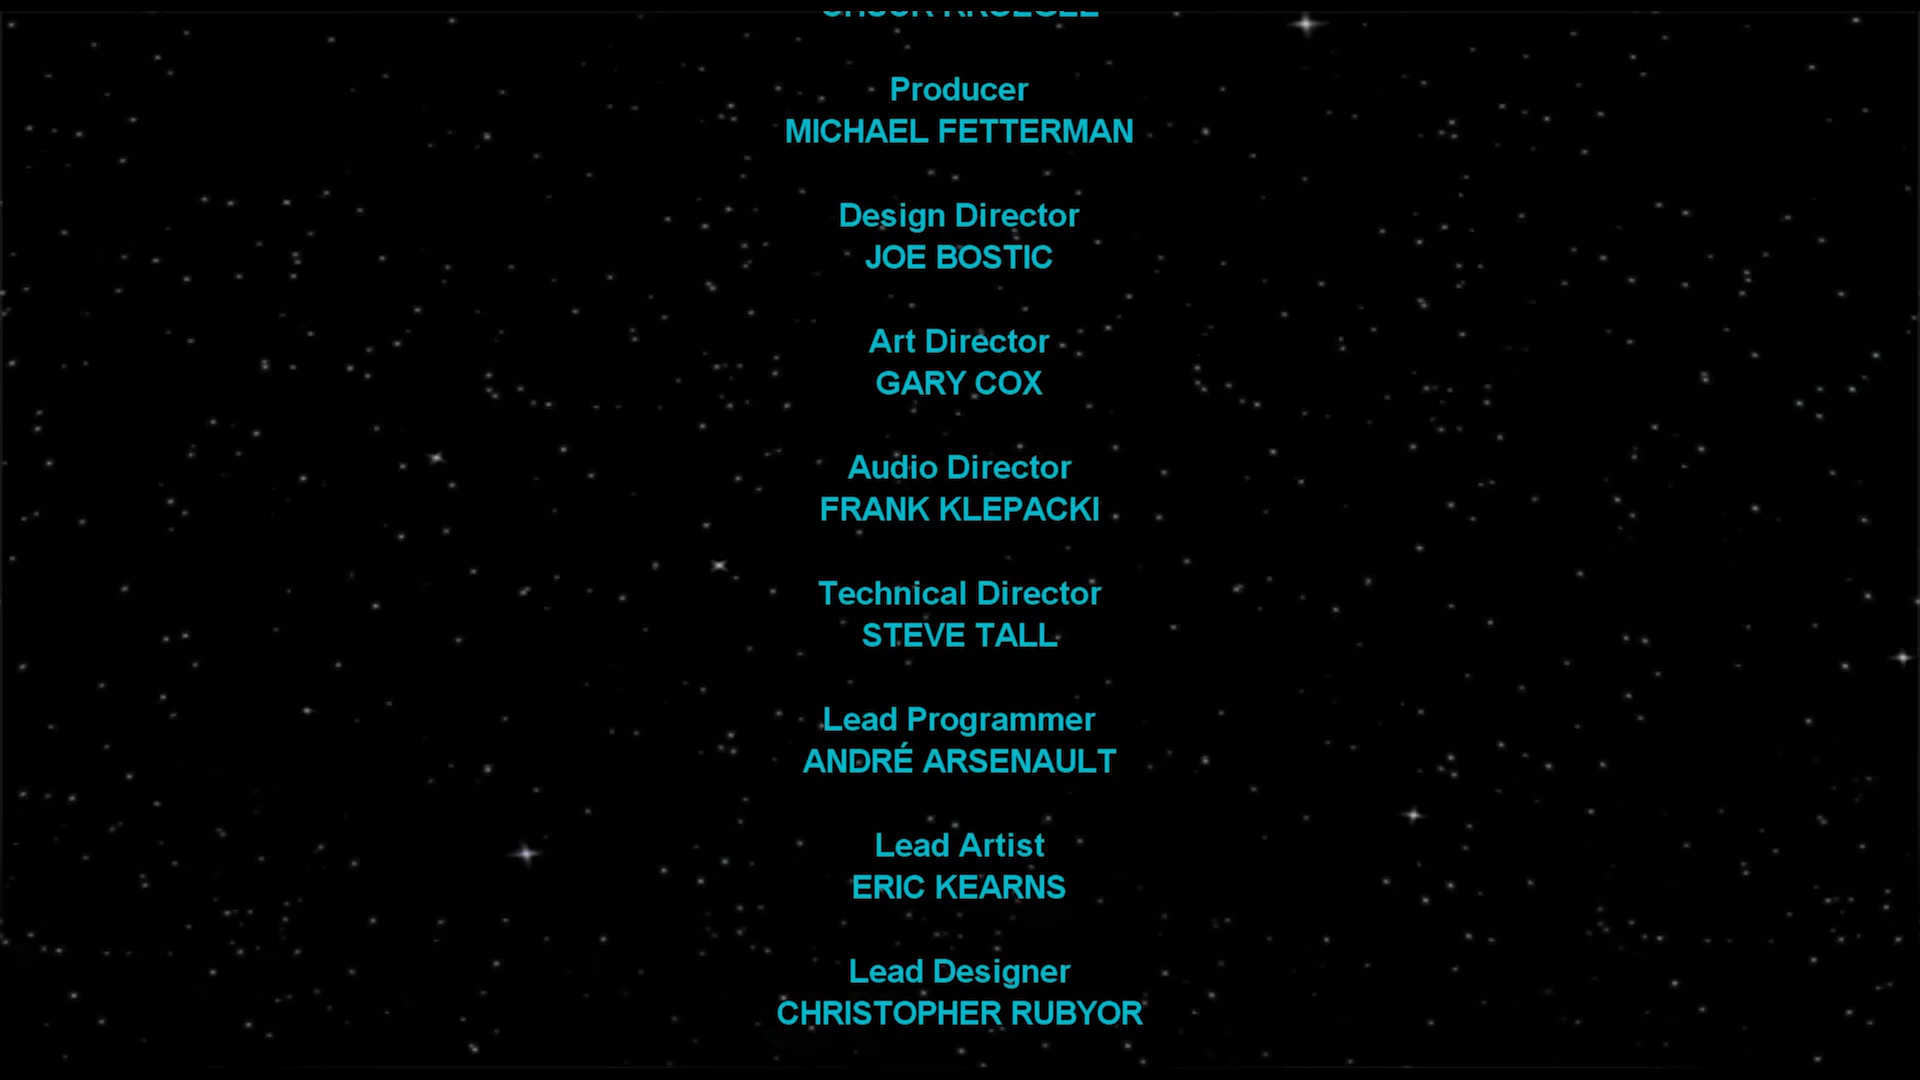 Producer
MICHAEL FETTERMAN
Design Director
JOE BOSTIC
Art Director
GARY COX
Audio Director
FRANK KLEPACKI
Technical Director
STEVE TALL
Lead Programmer
ANDRÉ ARSENAULT
Lead Artist
ERIC KEARNS
Lead Designer
CHRISTOPHER RUBYOR